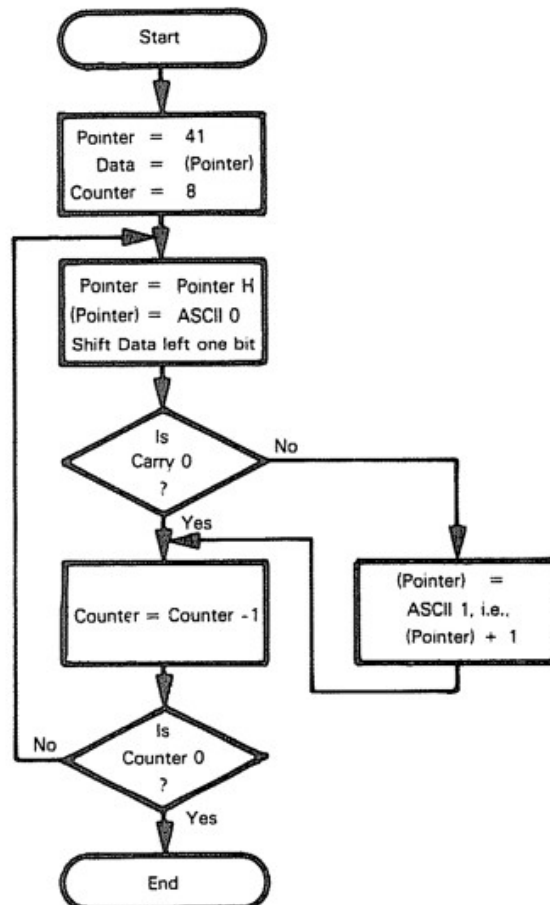 Start
Pointer = 41
Data = (Pointer)
Counter = 8
Pointer = Pointer H
(Pointer) = ASCII 0
Shift Data left one bit
Is
Carry 0
?
No
Yes
(Pointer) =
ASCII 1, i.e.,
(Pointer) + 1
Counter = Counter -1
Is
Counter 0
?
No
Yes
End